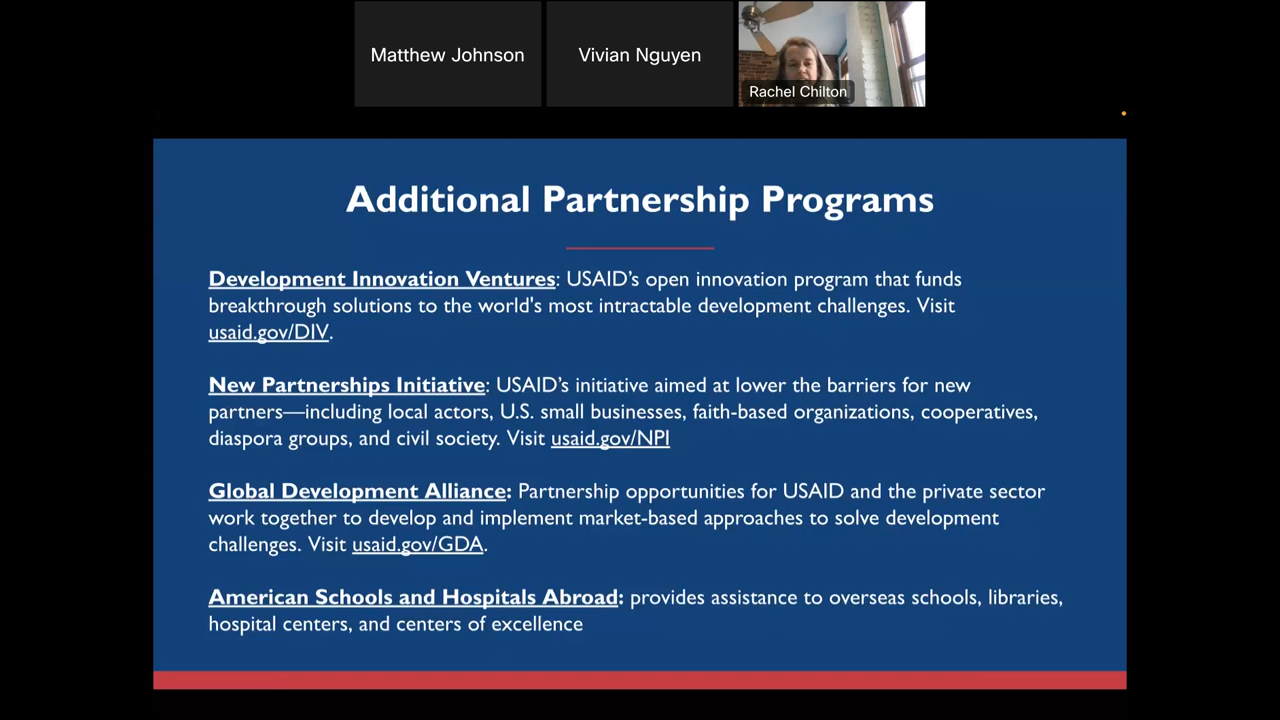 Matthew Johnson
Vivian Nguyen
Rachel Chilton
Additional Partnership Programs
Development Innovation Ventures: USAID’s open innovation program that funds
breakthrough solutions to the world's most intractable development challenges. Visit
usaid.gov/DIV.
New Partnerships Initiative: USAID’s initiative aimed at lower the barriers for new
partners—including local actors, U.S. small businesses, faith-based organizations, cooperatives,
diaspora groups, and civil society. Visit usaid.gov/NPI
Global Development Alliance: Partnership opportunities for USAID and the private sector
work together to develop and implement market-based approaches to solve development
challenges. Visit usaid.gov/GDA.
American Schools and Hospitals Abroad: provides assistance to overseas schools, libraries,
hospital centers, and centers of excellence